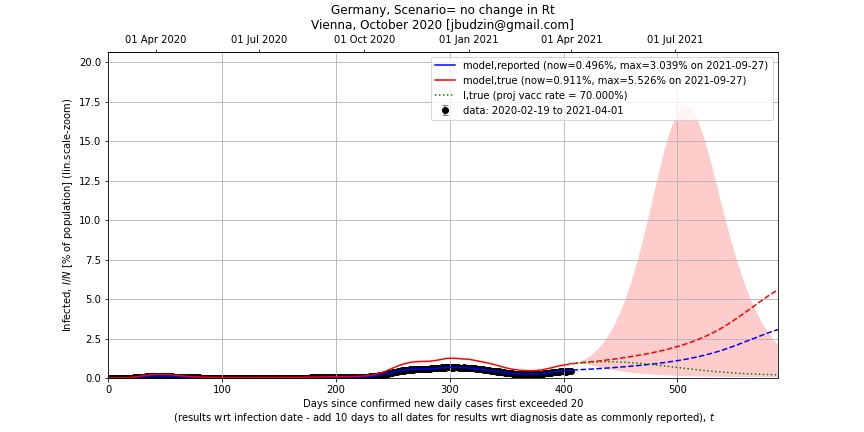 Germany, Scenario= no change in Rt
Vienna, October 2020 [jbudzin@gmail.com]
01 Apr 2020 01 Jul 2020 01 Oct 2020 01 Jan 2021 01 Apr 2021 01 Jul 2021
model,reported (now=0.496%, max=3.039% on 2021-09-27)
model,true (now=0.911%, max=5.526% on 2021-09-27)
I,true (proj vacc rate = 70.000%)
data: 2020-02-19 to 2021-04-01
Infected, I/N [% of population] (lin.scale-zoom)
20.0
17.5
15.0
12.5
10.0
7.5
5.0
2.5
0.0
0 100 200 300 400 500
Days since confirmed new daily cases first exceeded 20
(results wrt infection date - add 10 days to all dates for results wrt diagnosis date as commonly reported), t